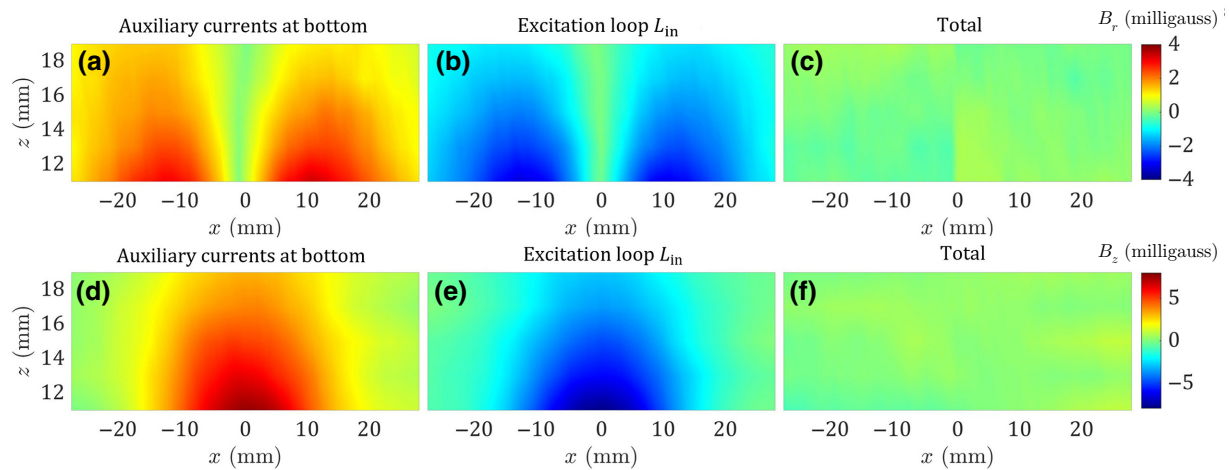 Auxiliary currents at bottom
Excitation loop L_in
Total
B_r (milligauss)
(a)
(b)
(c)
z (mm)
18
16
14
12
−20 −10 0 10 20
−20 −10 0 10 20
−20 −10 0 10 20
x (mm)
x (mm)
x (mm)
4
2
0
−2
−4
Auxiliary currents at bottom
Excitation loop L_in
Total
B_z (milligauss)
(d)
(e)
(f)
z (mm)
18
16
14
12
−20 −10 0 10 20
−20 −10 0 10 20
−20 −10 0 10 20
x (mm)
x (mm)
x (mm)
5
0
−5